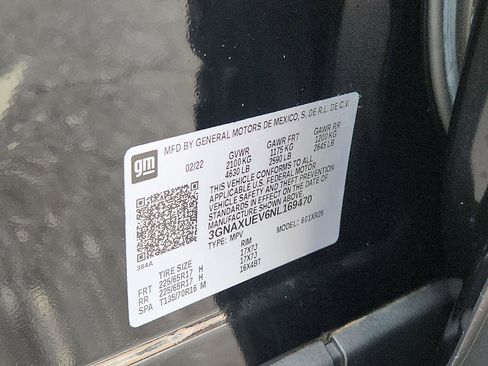 gm
MFD BY GENERAL MOTORS DE MEXICO, S. DE R.L. DE C.V.
02/22 GVWR GAWR FRT GAWR RR
2100 KG 1175 KG 1200 KG
4630 LB 2590 LB 2645 LB
THIS VEHICLE CONFORMS TO ALL
APPLICABLE U.S. FEDERAL MOTOR
VEHICLE SAFETY AND THEFT PREVENTION
STANDARDS IN EFFECT ON THE DATE OF
MANUFACTURE SHOWN ABOVE.
3GNAXUEV6NL169470
TYPE: MPV MODEL: 601XR26
384A
TIRE SIZE RIM
FRT 225/65R17 H 17X7J
RR 225/65R17 H 17X7J
SPA T135/70R16 M 16X4BT